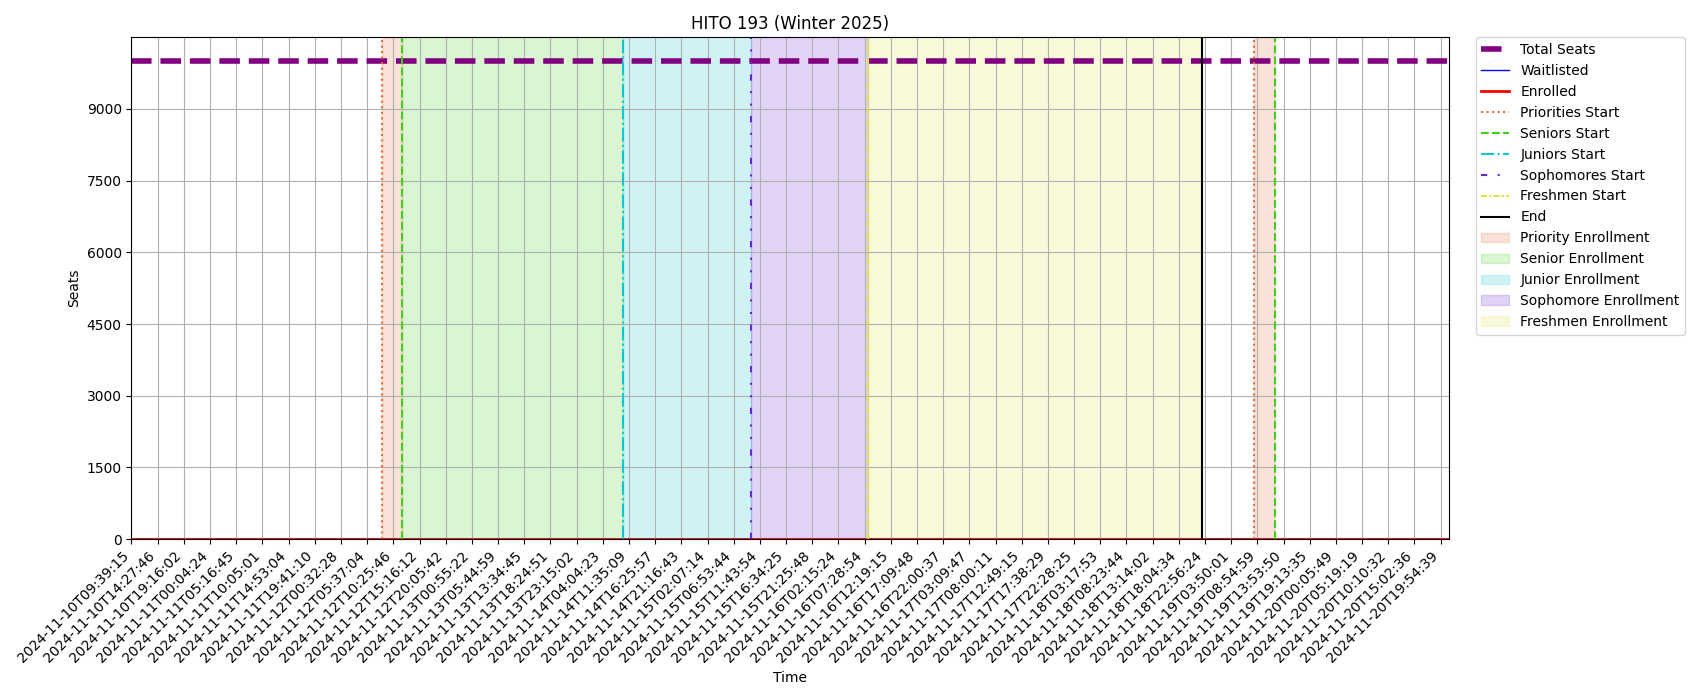 HITO 193 (Winter 2025)
Total Seats
Waitlisted
Enrolled
Priorities Start
Seniors Start
Juniors Start
Sophomores Start
Freshmen Start
End
Priority Enrollment
Senior Enrollment
Junior Enrollment
Sophomore Enrollment
Freshmen Enrollment
Seats
9000
7500
6000
4500
3000
1500
0
2024-11-10T09:39:15
2024-11-10T14:27:46
2024-11-10T19:16:02
2024-11-11T00:04:24
2024-11-11T05:16:45
2024-11-11T10:05:01
2024-11-11T14:53:04
2024-11-11T19:41:10
2024-11-12T00:32:28
2024-11-12T05:37:04
2024-11-12T10:25:46
2024-11-12T15:16:12
2024-11-12T20:05:42
2024-11-13T00:55:22
2024-11-13T05:44:59
2024-11-13T13:34:45
2024-11-13T18:24:51
2024-11-13T23:15:02
2024-11-14T04:04:23
2024-11-14T11:35:09
2024-11-14T16:25:57
2024-11-14T21:16:43
2024-11-15T02:07:14
2024-11-15T06:53:44
2024-11-15T11:43:54
2024-11-15T16:34:25
2024-11-15T21:25:48
2024-11-16T02:15:24
2024-11-16T07:28:54
2024-11-16T12:19:15
2024-11-16T17:09:48
2024-11-16T22:00:37
2024-11-17T03:09:47
2024-11-17T08:00:11
2024-11-17T12:49:15
2024-11-17T17:38:29
2024-11-17T22:28:25
2024-11-18T03:17:53
2024-11-18T08:23:44
2024-11-18T13:14:02
2024-11-18T18:04:34
2024-11-18T22:56:24
2024-11-19T03:50:01
2024-11-19T08:54:59
2024-11-19T13:53:50
2024-11-19T19:13:35
2024-11-20T00:05:49
2024-11-20T05:19:19
2024-11-20T10:10:32
2024-11-20T15:02:36
2024-11-20T19:54:39
Time